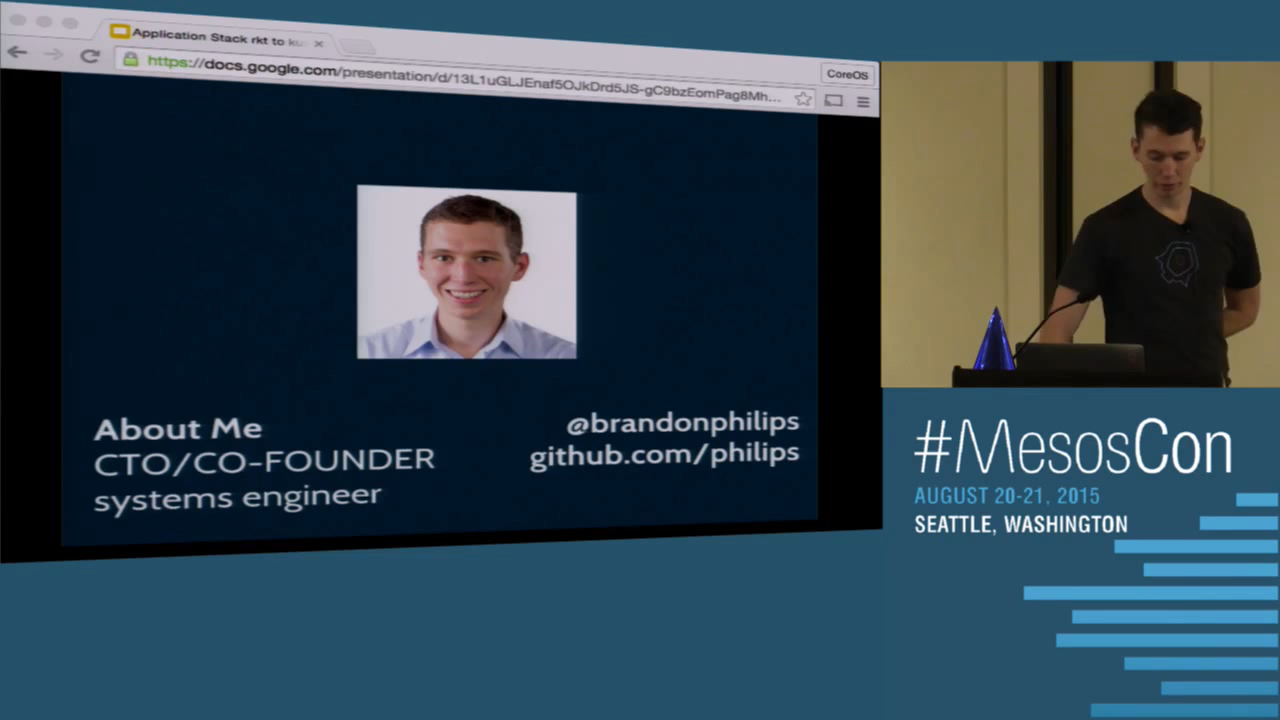 Application Stack rkt to
CoreOS
https://docs.google.com/presentation/d/13L1uGLJEnaf5OJkDrd5JS-gC9bzEomPag8Mh...
About Me
CTO/CO-FOUNDER
systems engineer
@brandonphilips
github.com/philips
#MesosCon
AUGUST 20-21, 2015
SEATTLE, WASHINGTON